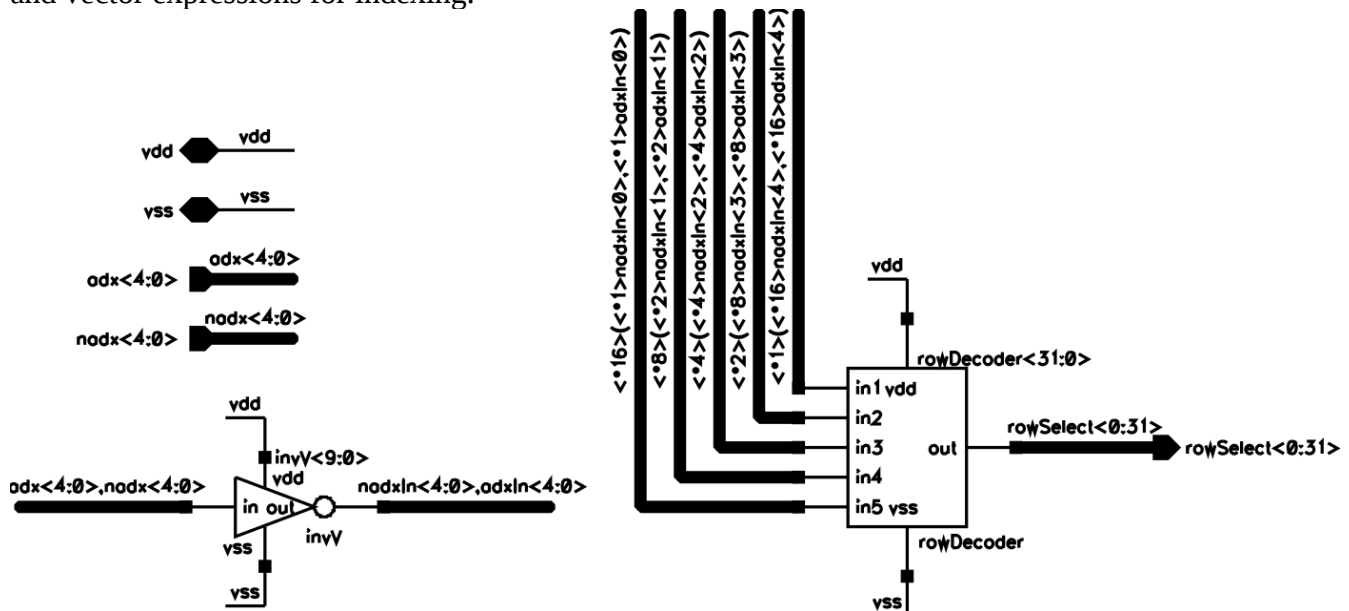 and vector expressions for indexing.
vdd
vdd
vss
vss
adx<4:0>
adx<4:0>
nadx<4:0>
nadx<4:0>
vdd
invV<9:0>
vdd
adx<4:0>,nadx<4:0>
in out
nadxIn<4:0>,adxIn<4:0>
invV
vss
vss
<*16>(<*1>nadxIn<0>,<*1>adxIn<0>)
<*8>(<*2>nadxIn<1>,<*2>adxIn<1>)
<*4>(<*4>nadxIn<2>,<*4>adxIn<2>)
<*2>(<*8>nadxIn<3>,<*8>adxIn<3>)
<*1>(<*16>nadxIn<4>,<*16>adxIn<4>)
vdd
rowDecoder<31:0>
in1 vdd
in2
in3
in4
in5 vss
out
rowSelect<0:31>
rowSelect<0:31>
rowDecoder
vss